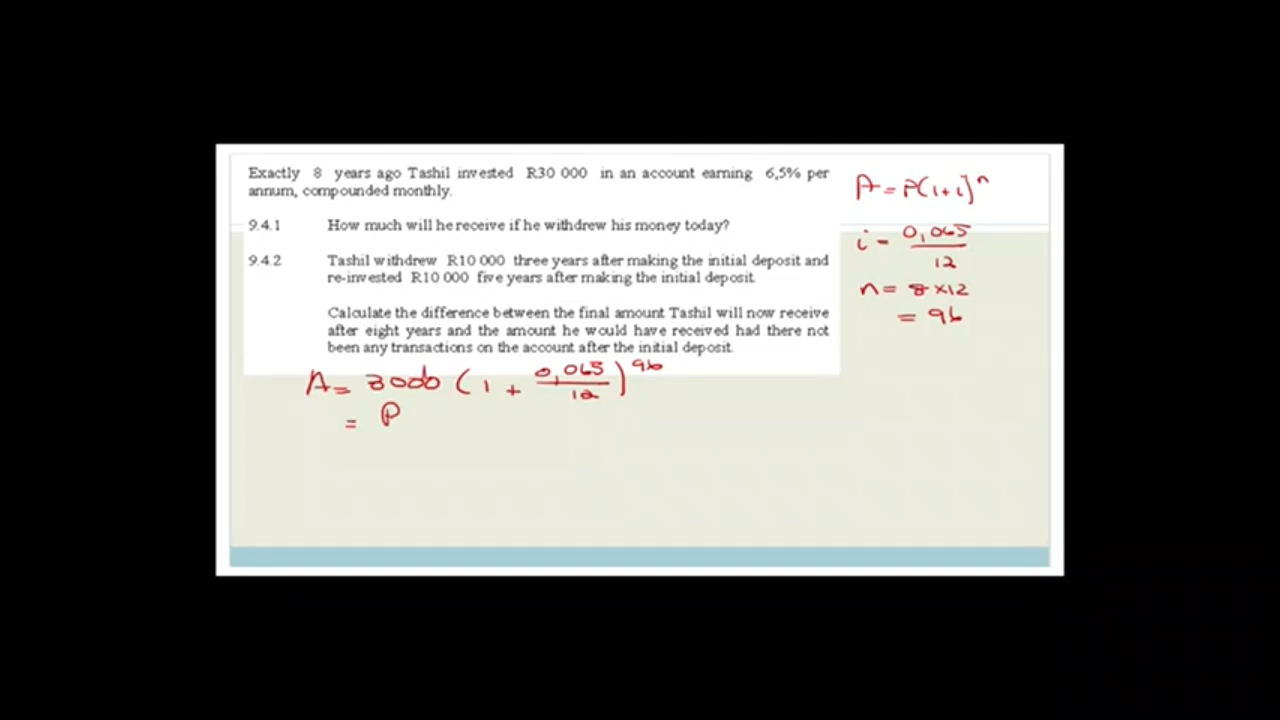 Exactly 8 years ago Tashil invested R30 000 in an account earning 6,5% per
annum, compounded monthly.
9.4.1 How much will he receive if he withdrew his money today?
9.4.2 Tashil withdrew R10 000 three years after making the initial deposit and
re-invested R10 000 five years after making the initial deposit.
Calculate the difference between the final amount Tashil will now receive
after eight years and the amount he would have received had there not
been any transactions on the account after the initial deposit.
A = P(1+i)^n
i = 0,065/12
n = 8×12
= 96
A = 3000 (1 + 0,065/12)^96
= P